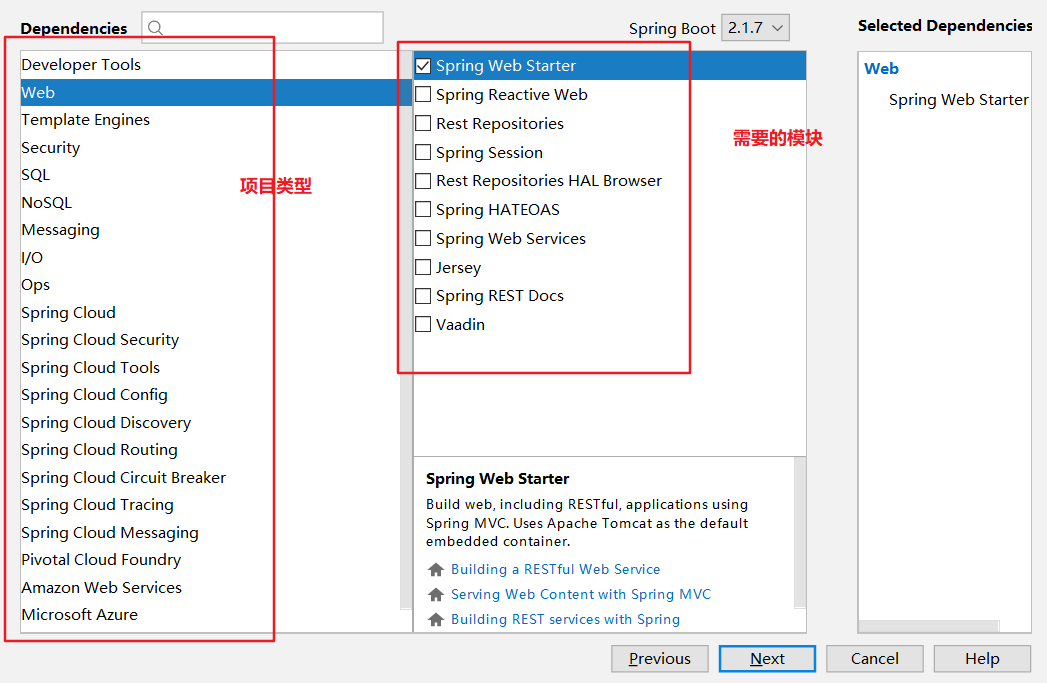 Dependencies
Spring Boot 2.1.7
Selected Dependencies
Developer Tools
Web
Template Engines
Security
SQL
NoSQL
Messaging
I/O
Ops
Spring Cloud
Spring Cloud Security
Spring Cloud Tools
Spring Cloud Config
Spring Cloud Discovery
Spring Cloud Routing
Spring Cloud Circuit Breaker
Spring Cloud Tracing
Spring Cloud Messaging
Pivotal Cloud Foundry
Amazon Web Services
Microsoft Azure
项目类型
Spring Web Starter
Spring Reactive Web
Rest Repositories
Spring Session
Rest Repositories HAL Browser
Spring HATEOAS
Spring Web Services
Jersey
Spring REST Docs
Vaadin
需要的模块
Spring Web Starter
Build web, including RESTful, applications using
Spring MVC. Uses Apache Tomcat as the default
embedded container.
Building a RESTful Web Service
Serving Web Content with Spring MVC
Building REST services with Spring
Web
Spring Web Starter
Previous
Next
Cancel
Help